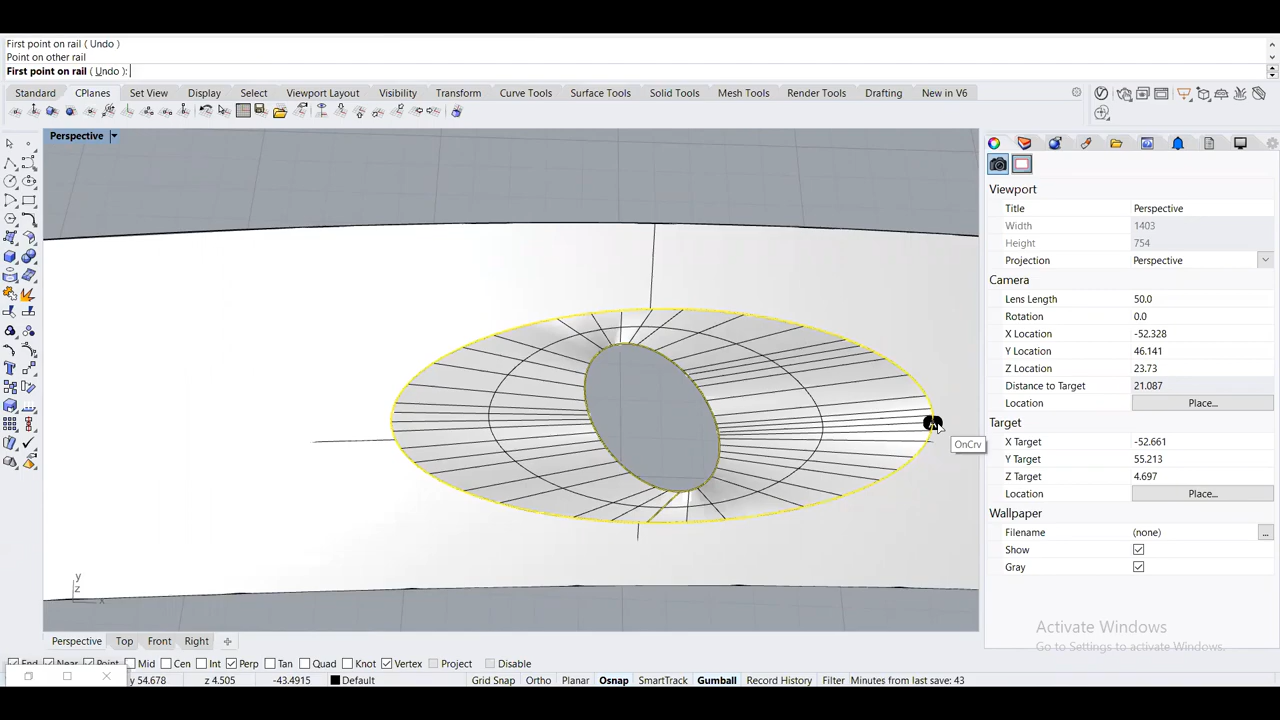 First point on rail ( Undo )
Point on other rail
First point on rail ( Undo ):
Standard CPlanes Set View Display Select Viewport Layout Visibility Transform Curve Tools Surface Tools Solid Tools Mesh Tools Render Tools Drafting New in V6
Perspective
Viewport
Title Perspective
Width 1403
Height 754
Projection Perspective
Camera
Lens Length 50.0
Rotation 0.0
X Location -52.328
Y Location 46.141
Z Location 23.73
Distance to Target 21.087
Location Place...
Target
X Target -52.661
Y Target 55.213
Z Target 4.697
Location Place...
Wallpaper
Filename (none) ...
Show
Gray
OnCrv
y
z
x
Activate Windows
Go to Settings to activate Windows.
Perspective Top Front Right
End Near Point Mid Cen Int Perp Tan Quad Knot Vertex Project Disable
y 54.678 z 4.505 -43.4915 Default Grid Snap Ortho Planar Osnap SmartTrack Gumball Record History Filter Minutes from last save: 43